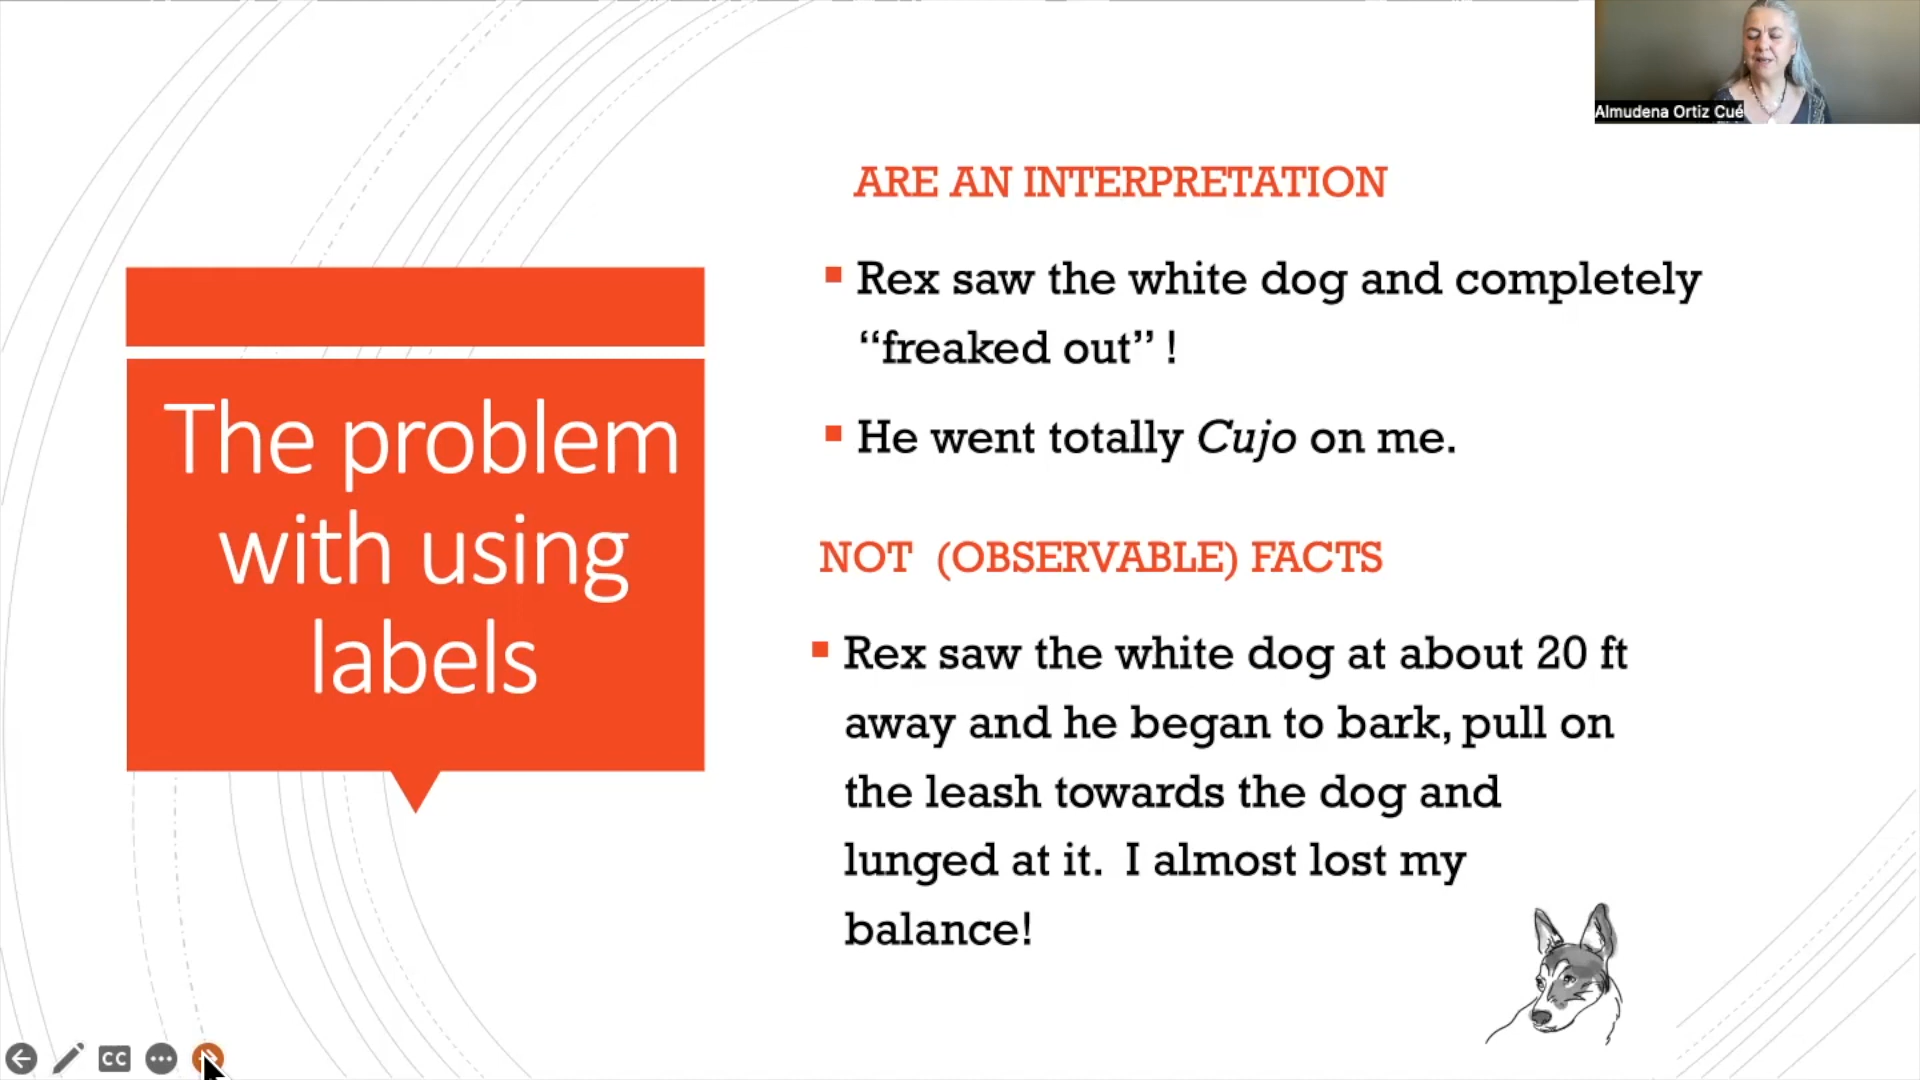 Almudena Ortiz Cué
The problem
with using
labels
ARE AN INTERPRETATION
Rex saw the white dog and completely
“freaked out” !
He went totally Cujo on me.
NOT (OBSERVABLE) FACTS
Rex saw the white dog at about 20 ft
away and he began to bark, pull on
the leash towards the dog and
lunged at it. I almost lost my
balance!
CC